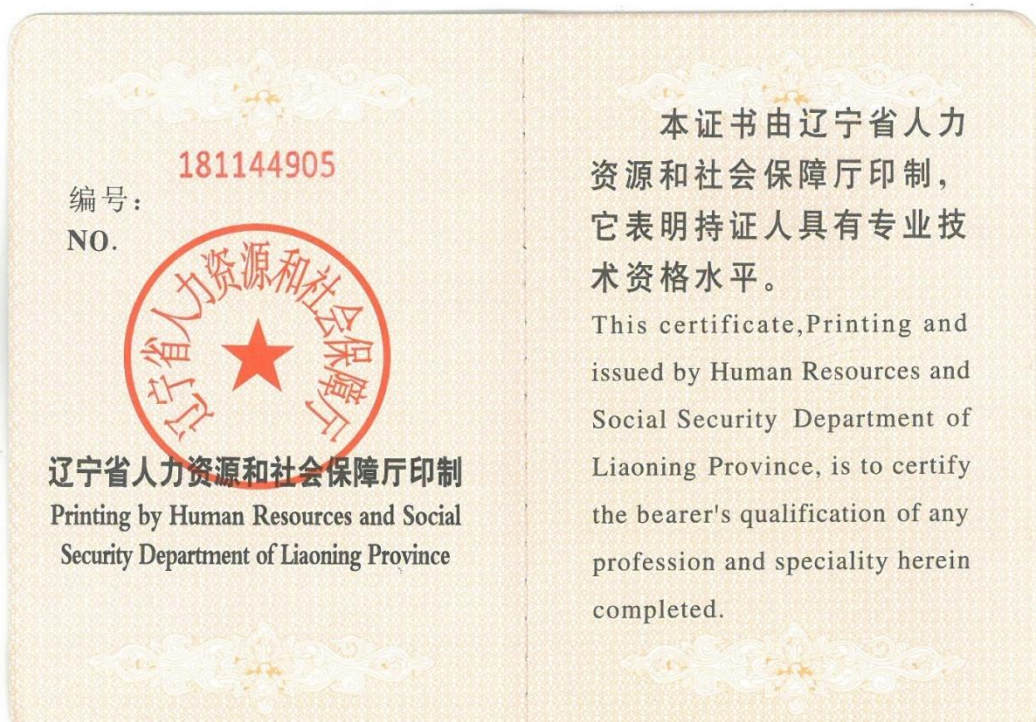 181144905
编号：
NO.
辽宁省人力资源和社会保障厅
辽宁省人力资源和社会保障厅印制
Printing by Human Resources and Social
Security Department of Liaoning Province
本证书由辽宁省人力
资源和社会保障厅印制，
它表明持证人具有专业技
术资格水平。
This certificate,Printing and
issued by Human Resources and
Social Security Department of
Liaoning Province, is to certify
the bearer's qualification of any
profession and speciality herein
completed.